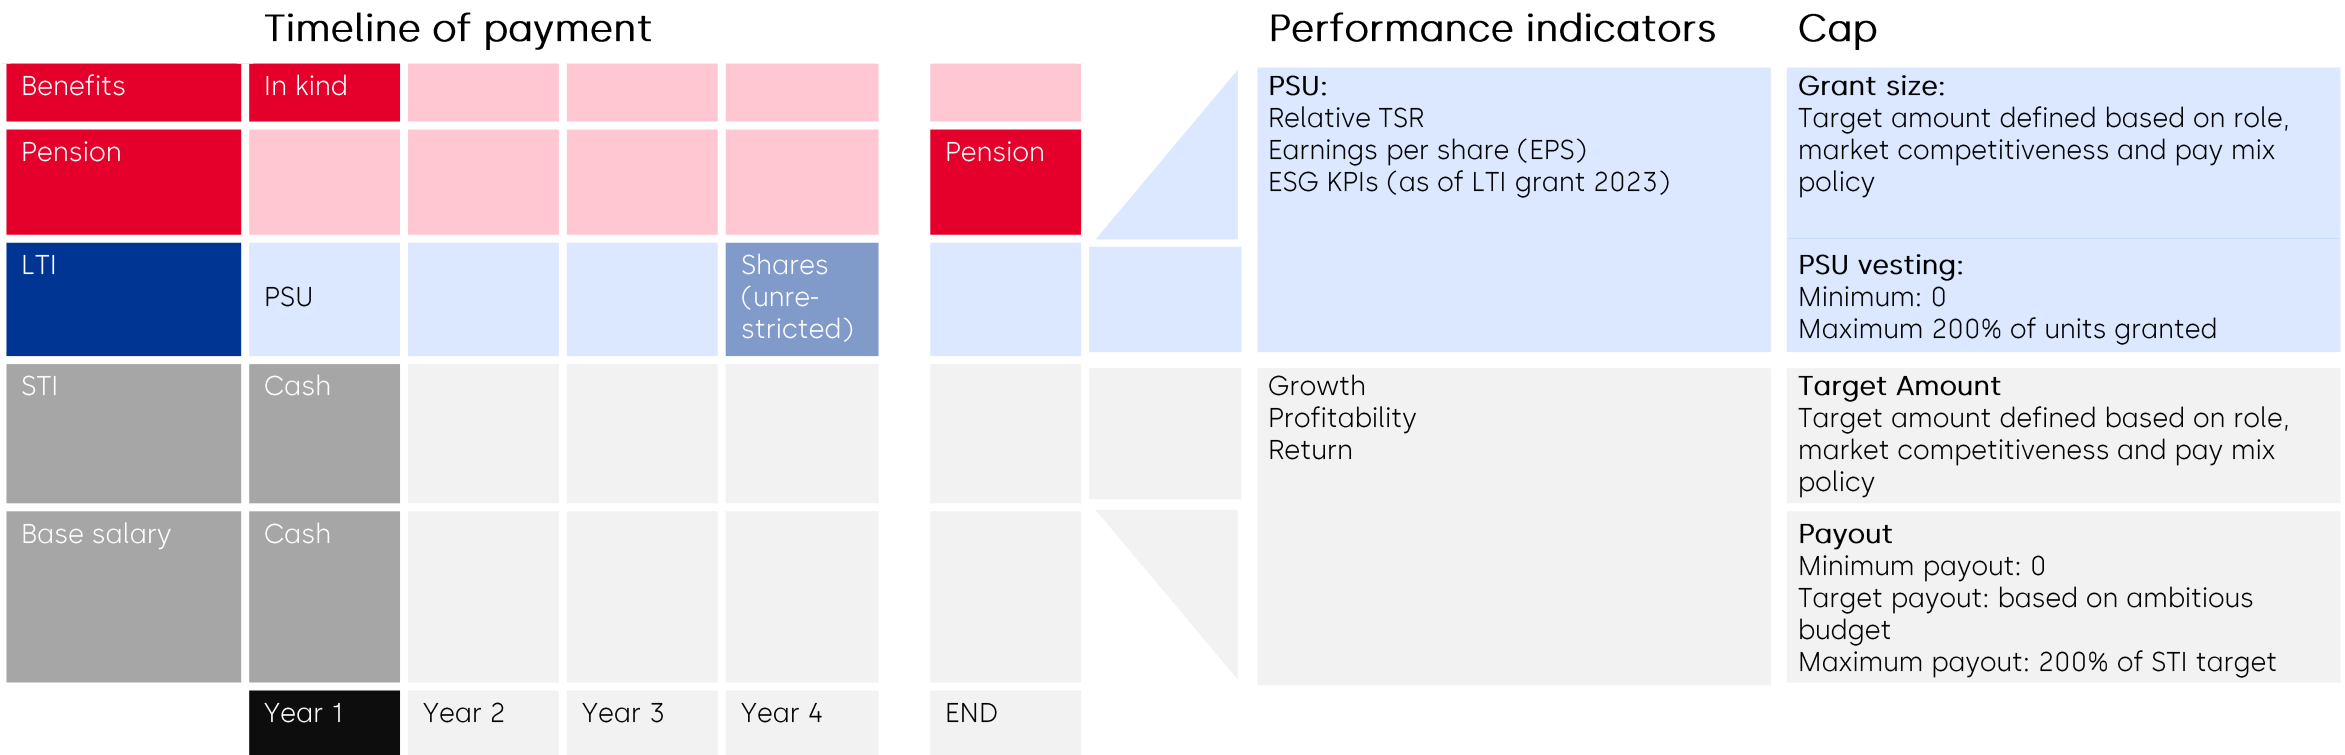 Timeline of payment
Performance indicators
Cap
Benefits
In kind
Pension
Pension
LTI
PSU
Shares
(unre-
stricted)
STI
Cash
Base salary
Cash
Year 1
Year 2
Year 3
Year 4
END
PSU:
Relative TSR
Earnings per share (EPS)
ESG KPIs (as of LTI grant 2023)
Growth
Profitability
Return
Grant size:
Target amount defined based on role,
market competitiveness and pay mix
policy
PSU vesting:
Minimum: 0
Maximum 200% of units granted
Target Amount
Target amount defined based on role,
market competitiveness and pay mix
policy
Payout
Minimum payout: 0
Target payout: based on ambitious
budget
Maximum payout: 200% of STI target